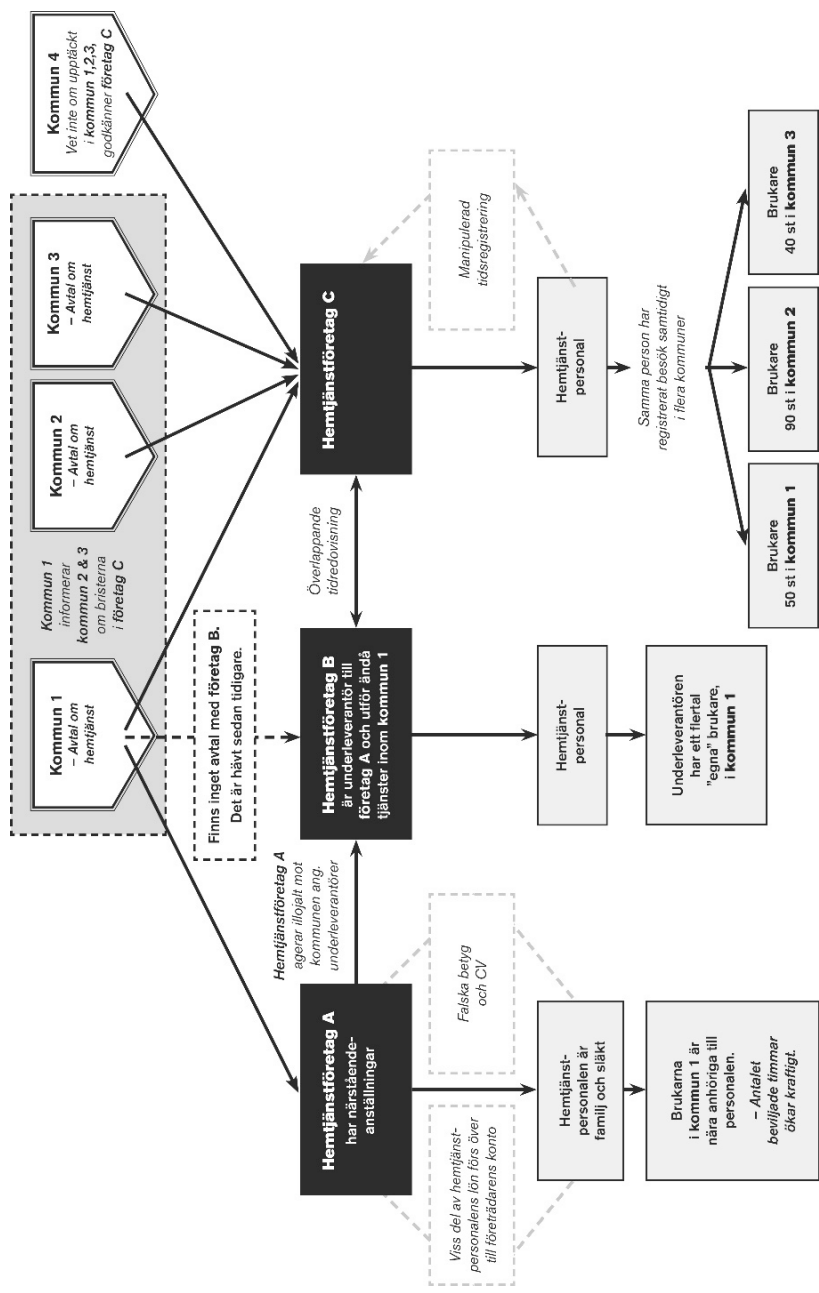 Kommun 1
– Avtal om
hemtjänst
Kommun 1
informerar
kommun 2 & 3
om bristerna
i företag C
Kommun 2
– Avtal om
hemtjänst
Kommun 3
– Avtal om
hemtjänst
Kommun 4
Vet inte om upptäckt
i kommun 1,2,3,
godkänner företag C
Finns inget avtal med företag B.
Det är hävt sedan tidigare.
Hemtjänstföretag A
har närstående-
anställningar
Hemtjänstföretag A
agerar illojalt mot
kommunen ang.
underleverantörer
Hemtjänstföretag B
är underleverantör till
företag A och utför ändå
tjänster inom kommun 1
Överlappande
tidredovisning
Hemtjänstföretag C
Viss del av hemtjänst-
personalens lön förs över
till företrädarens konto
Falska betyg
och CV
Manipulerad
tidsregistrering
Hemtjänst-
personalen är
familj och släkt
Hemtjänst-
personal
Hemtjänst-
personal
Brukarna
i kommun 1 är
nära anhöriga till
personalen.
– Antalet
beviljade timmar
ökar kraftigt.
Underleverantören
har ett flertal
"egna" brukare,
i kommun 1
Samma person har
registrerat besök samtidigt
i flera kommuner
Brukare
50 st i kommun 1
Brukare
90 st i kommun 2
Brukare
40 st i kommun 3